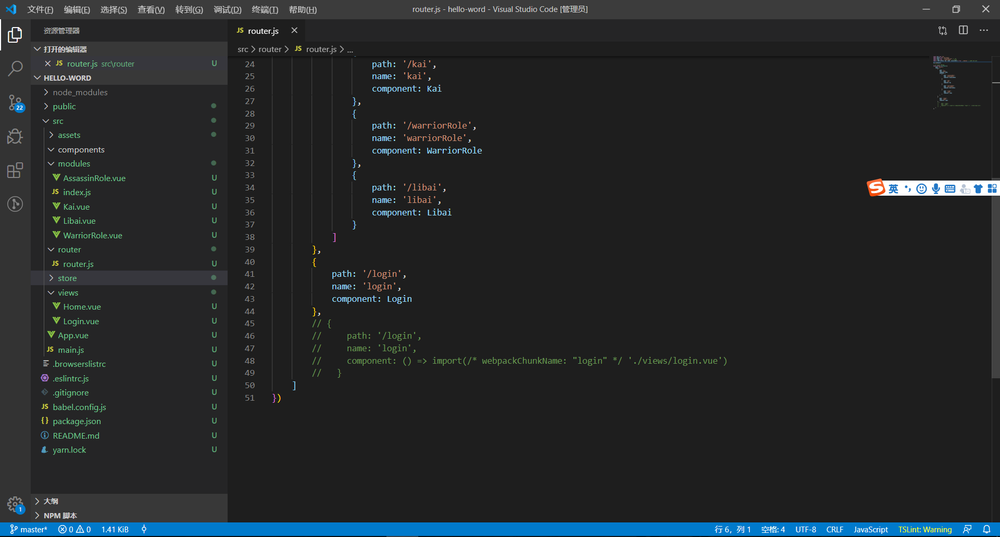 文件(F) 编辑(E) 选择(S) 查看(V) 转到(G) 调试(D) 终端(T) 帮助(H) router.js - hello-word - Visual Studio Code [管理员]
资源管理器
打开的编辑器
JS router.js src\router U
HELLO-WORD
node_modules
public
src
assets
components
modules
AssassinRole.vue U
JS index.js U
Kai.vue U
Libai.vue U
WarriorRole.vue U
router
JS router.js U
store
views
Home.vue U
Login.vue U
App.vue U
JS main.js U
.browserslistrc U
.eslintrc.js U
.gitignore U
JS babel.config.js U
{} package.json U
README.md U
yarn.lock U
大纲
NPM 脚本
22
1
JS router.js
src > router > JS router.js > ...
24 path: '/kai',
25 name: 'kai',
26 component: Kai
27 },
28 {
29 path: '/warriorRole',
30 name: 'warriorRole',
31 component: WarriorRole
32 },
33 {
34 path: '/libai',
35 name: 'libai',
36 component: Libai
37 }
38 ]
39 },
40 {
41 path: '/login',
42 name: 'login',
43 component: Login
44 },
45 // {
46 // path: '/login',
47 // name: 'login',
48 // component: () => import(/* webpackChunkName: "login" */ './views/login.vue')
49 // }
50 ]
51 })
S 英
master* 0 0 1.41 KiB 行 6，列 1 空格: 4 UTF-8 CRLF JavaScript TSLint: Warning